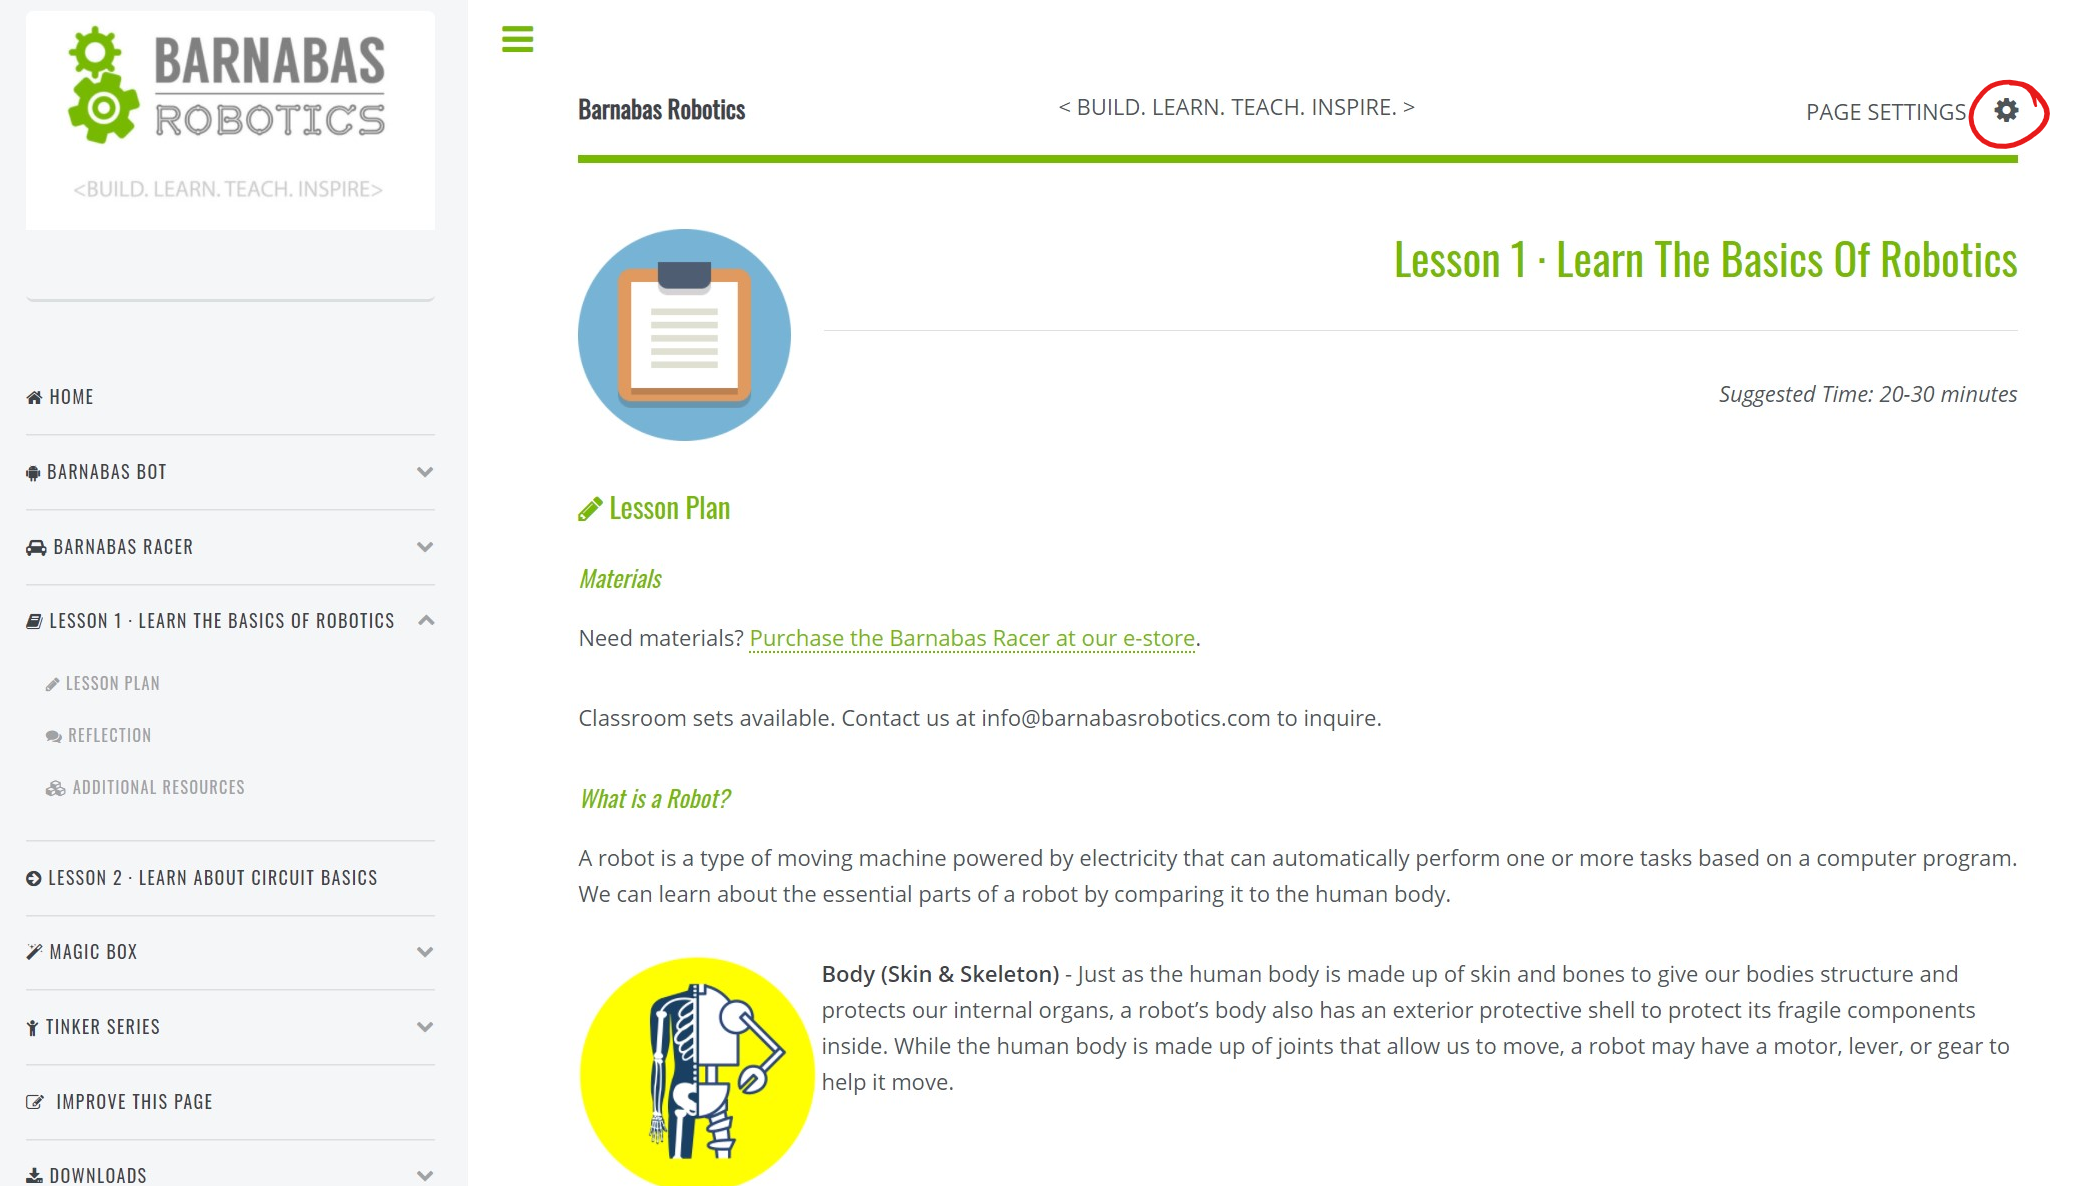 BARNABAS
ROBOTICS
<BUILD. LEARN. TEACH. INSPIRE>
HOME
BARNABAS BOT
BARNABAS RACER
LESSON 1 · LEARN THE BASICS OF ROBOTICS
LESSON PLAN
REFLECTION
ADDITIONAL RESOURCES
LESSON 2 · LEARN ABOUT CIRCUIT BASICS
MAGIC BOX
TINKER SERIES
IMPROVE THIS PAGE
DOWNLOADS
Barnabas Robotics
< BUILD. LEARN. TEACH. INSPIRE. >
PAGE SETTINGS
Lesson 1 · Learn The Basics Of Robotics
Suggested Time: 20-30 minutes
Lesson Plan
Materials
Need materials? Purchase the Barnabas Racer at our e-store.
Classroom sets available. Contact us at info@barnabasrobotics.com to inquire.
What is a Robot?
A robot is a type of moving machine powered by electricity that can automatically perform one or more tasks based on a computer program.
We can learn about the essential parts of a robot by comparing it to the human body.
Body (Skin & Skeleton) - Just as the human body is made up of skin and bones to give our bodies structure and
protects our internal organs, a robot’s body also has an exterior protective shell to protect its fragile components
inside. While the human body is made up of joints that allow us to move, a robot may have a motor, lever, or gear to
help it move.